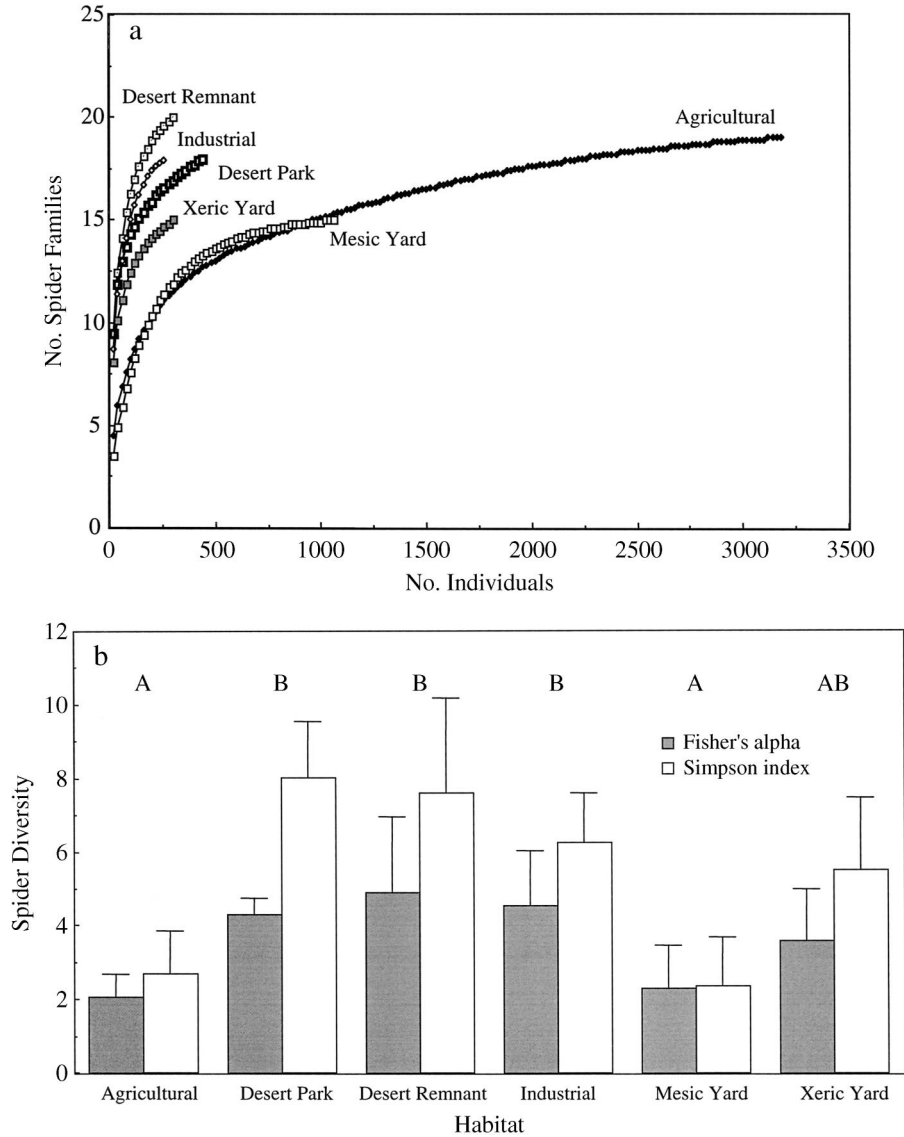 a
25
20
15
10
5
0
No. Spider Families
Desert Remnant
Industrial
Desert Park
Xeric Yard
Agricultural
Mesic Yard
0 500 1000 1500 2000 2500 3000 3500
No. Individuals
b
12
10
8
6
4
2
0
Spider Diversity
A B B B A AB
Fisher's alpha
Simpson index
Agricultural Desert Park Desert Remnant Industrial Mesic Yard Xeric Yard
Habitat